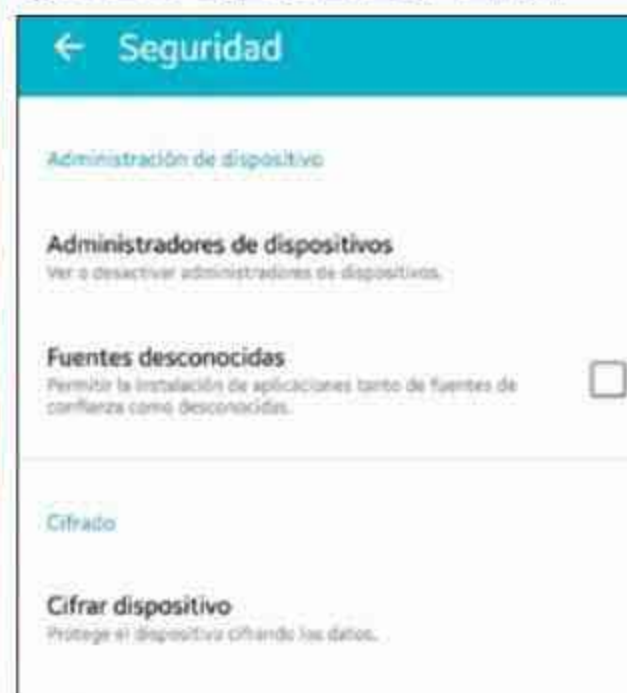 ← Seguridad
Administración de dispositivo
Administradores de dispositivos
Ver o desactivar administradores de dispositivos.
Fuentes desconocidas
Permitir la instalación de aplicaciones tanto de fuentes de
confianza como desconocidas.
Cifrado
Cifrar dispositivo
Protege el dispositivo cifrando los datos.